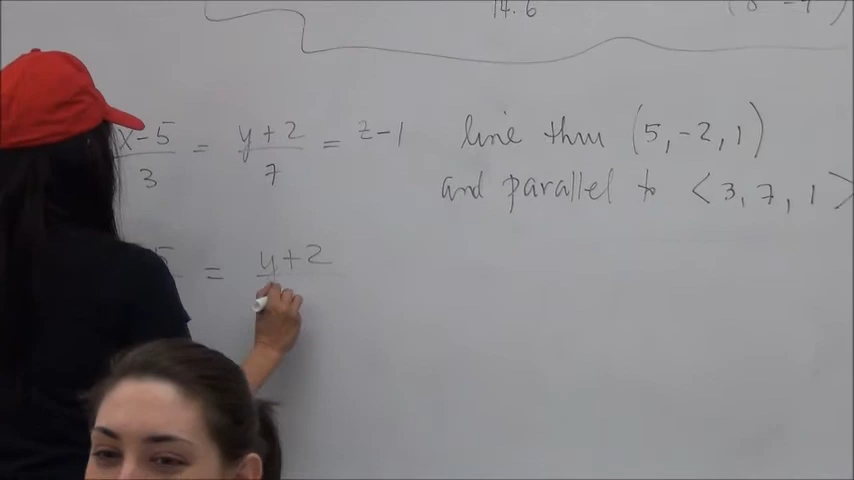 14.6
x-5 = y+2 = z-1 line thru (5,-2,1)
3 7 and parallel to <3,7,1>
5 = y+2